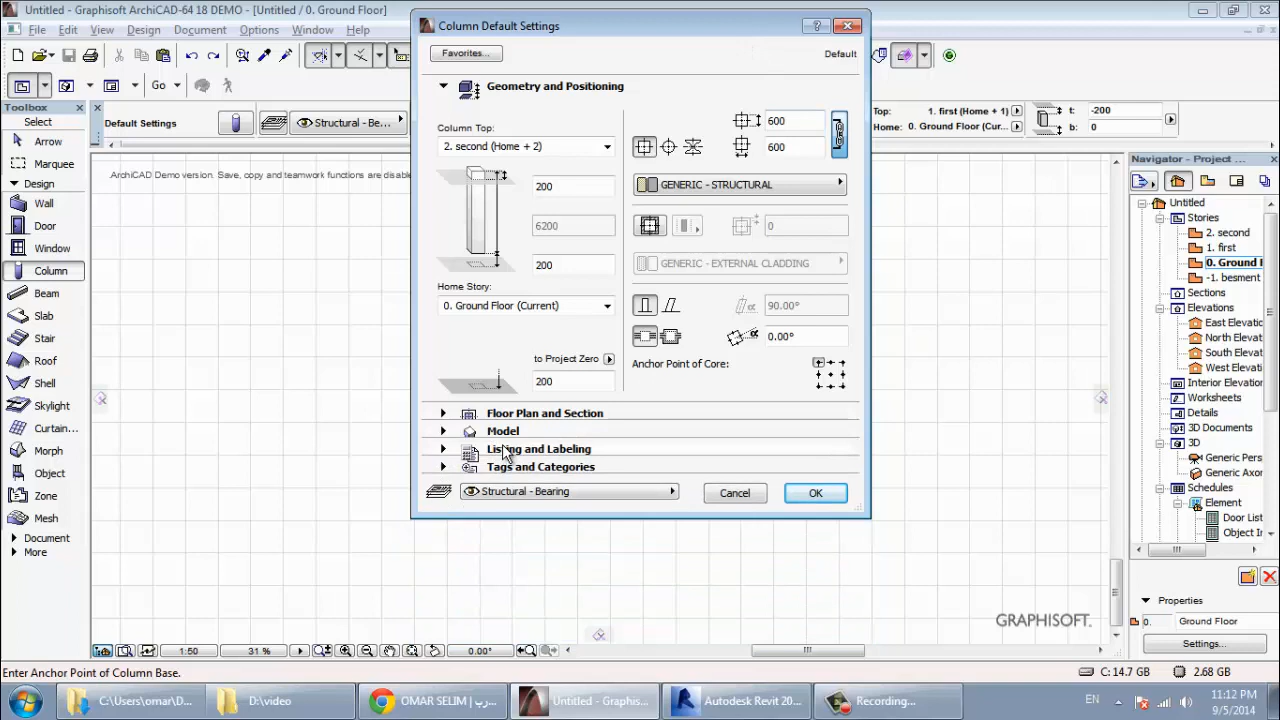 Untitled - Graphisoft ArchiCAD-64 18 DEMO - [Untitled / 0. Ground Floor]
File Edit View Design Document Options Window Help
Column Default Settings
Favorites...
Default
Geometry and Positioning
Column Top:
2. second (Home + 2)
200
6200
200
Home Story:
0. Ground Floor (Current)
to Project Zero
200
600
600
GENERIC - STRUCTURAL
0
GENERIC - EXTERNAL CLADDING
90.00°
0.00°
Anchor Point of Core:
Floor Plan and Section
Model
Listing and Labeling
Tags and Categories
Structural - Bearing
Cancel
OK
Go
Toolbox
Select
Arrow
Marquee
Design
Wall
Door
Window
Column
Beam
Slab
Stair
Roof
Shell
Skylight
Curtain...
Morph
Object
Zone
Mesh
Document
More
Default Settings
Structural - Be...
ArchiCAD Demo version. Save, copy and teamwork functions are disable
Top: 1. first (Home + 1)
Home: 0. Ground Floor (Cur...
t: -200
b: 0
Navigator - Project ...
Untitled
Stories
2. second
1. first
0. Ground F
-1. besment
Sections
Elevations
East Elevatio
North Elevati
South Elevati
West Elevati
Interior Elevation
Worksheets
Details
3D Documents
3D
Generic Pers
Generic Axon
Schedules
Element
Door List
Object In
Properties
0. Ground Floor
Settings...
GRAPHISOFT.
1:50
31 %
0.00°
Enter Anchor Point of Column Base.
C: 14.7 GB
2.68 GB
C:\Users\omar\D...
D:\video
OMAR SELIM | رب...
Untitled - Graphis...
Autodesk Revit 20...
Recording...
EN
11:12 PM
9/5/2014